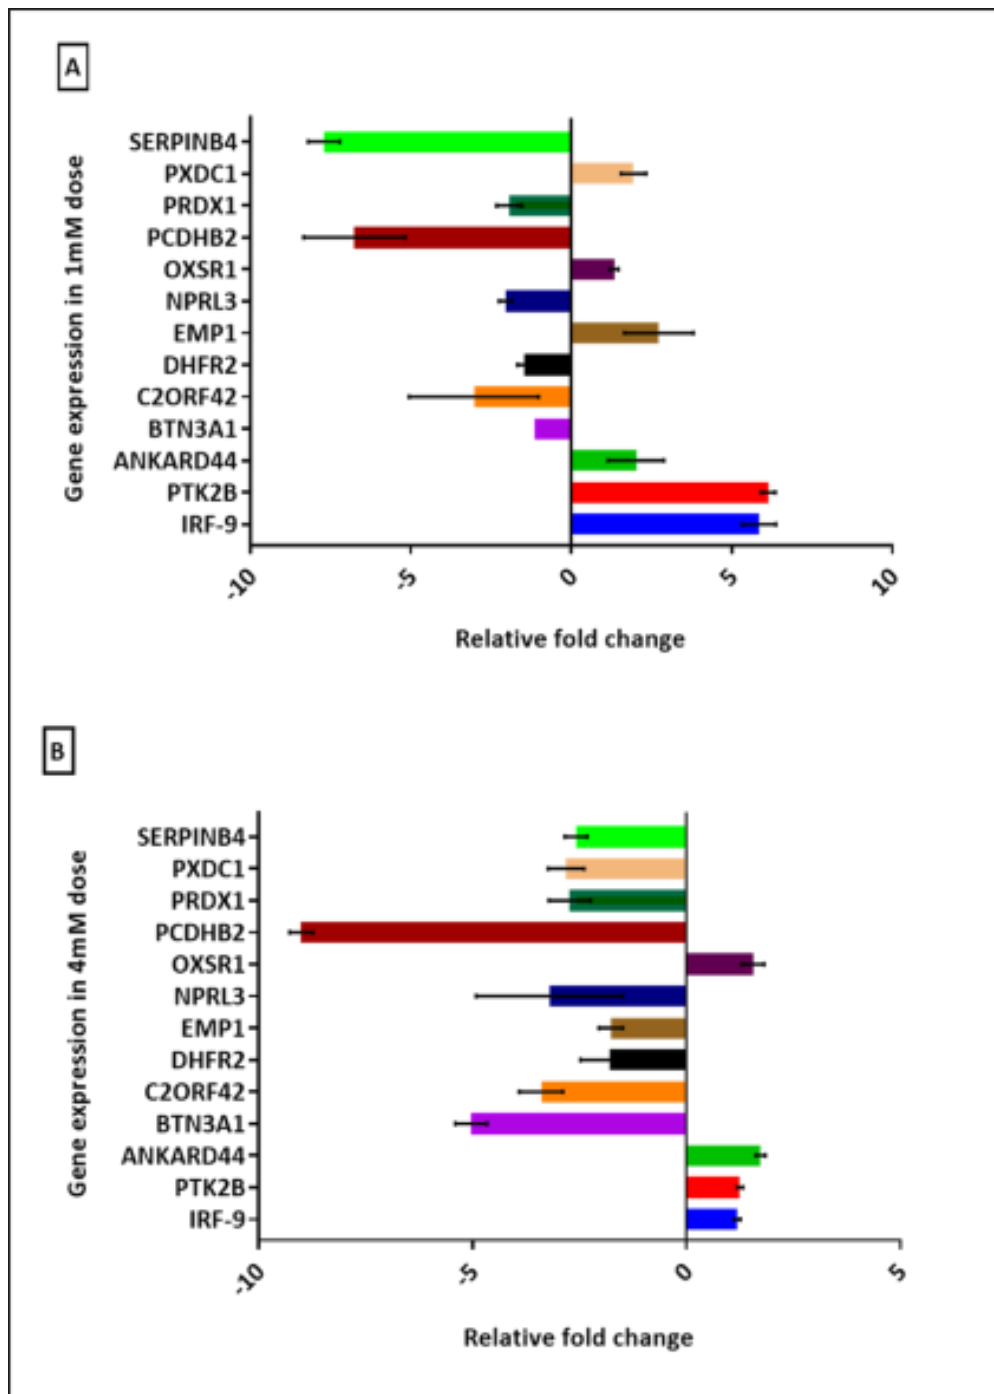 A
Gene expression in 1mM dose
SERPINB4
PXDC1
PRDX1
PCDHB2
OXSR1
NPRL3
EMP1
DHFR2
C2ORF42
BTN3A1
ANKARD44
PTK2B
IRF-9
-10
-5
0
5
10
Relative fold change
B
Gene expression in 4mM dose
SERPINB4
PXDC1
PRDX1
PCDHB2
OXSR1
NPRL3
EMP1
DHFR2
C2ORF42
BTN3A1
ANKARD44
PTK2B
IRF-9
-10
-5
0
5
Relative fold change